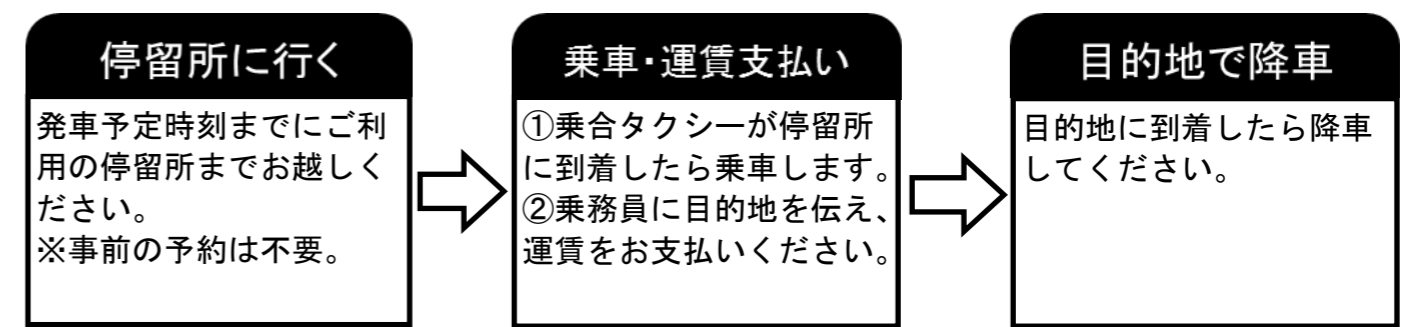 停留所に行く
発車予定時刻までにご利
用の停留所までお越しく
ださい。
※事前の予約は不要。
乗車・運賃支払い
①乗合タクシーが停留所
に到着したら乗車します。
②乗務員に目的地を伝え、
運賃をお支払いください。
目的地で降車
目的地に到着したら降車
してください。